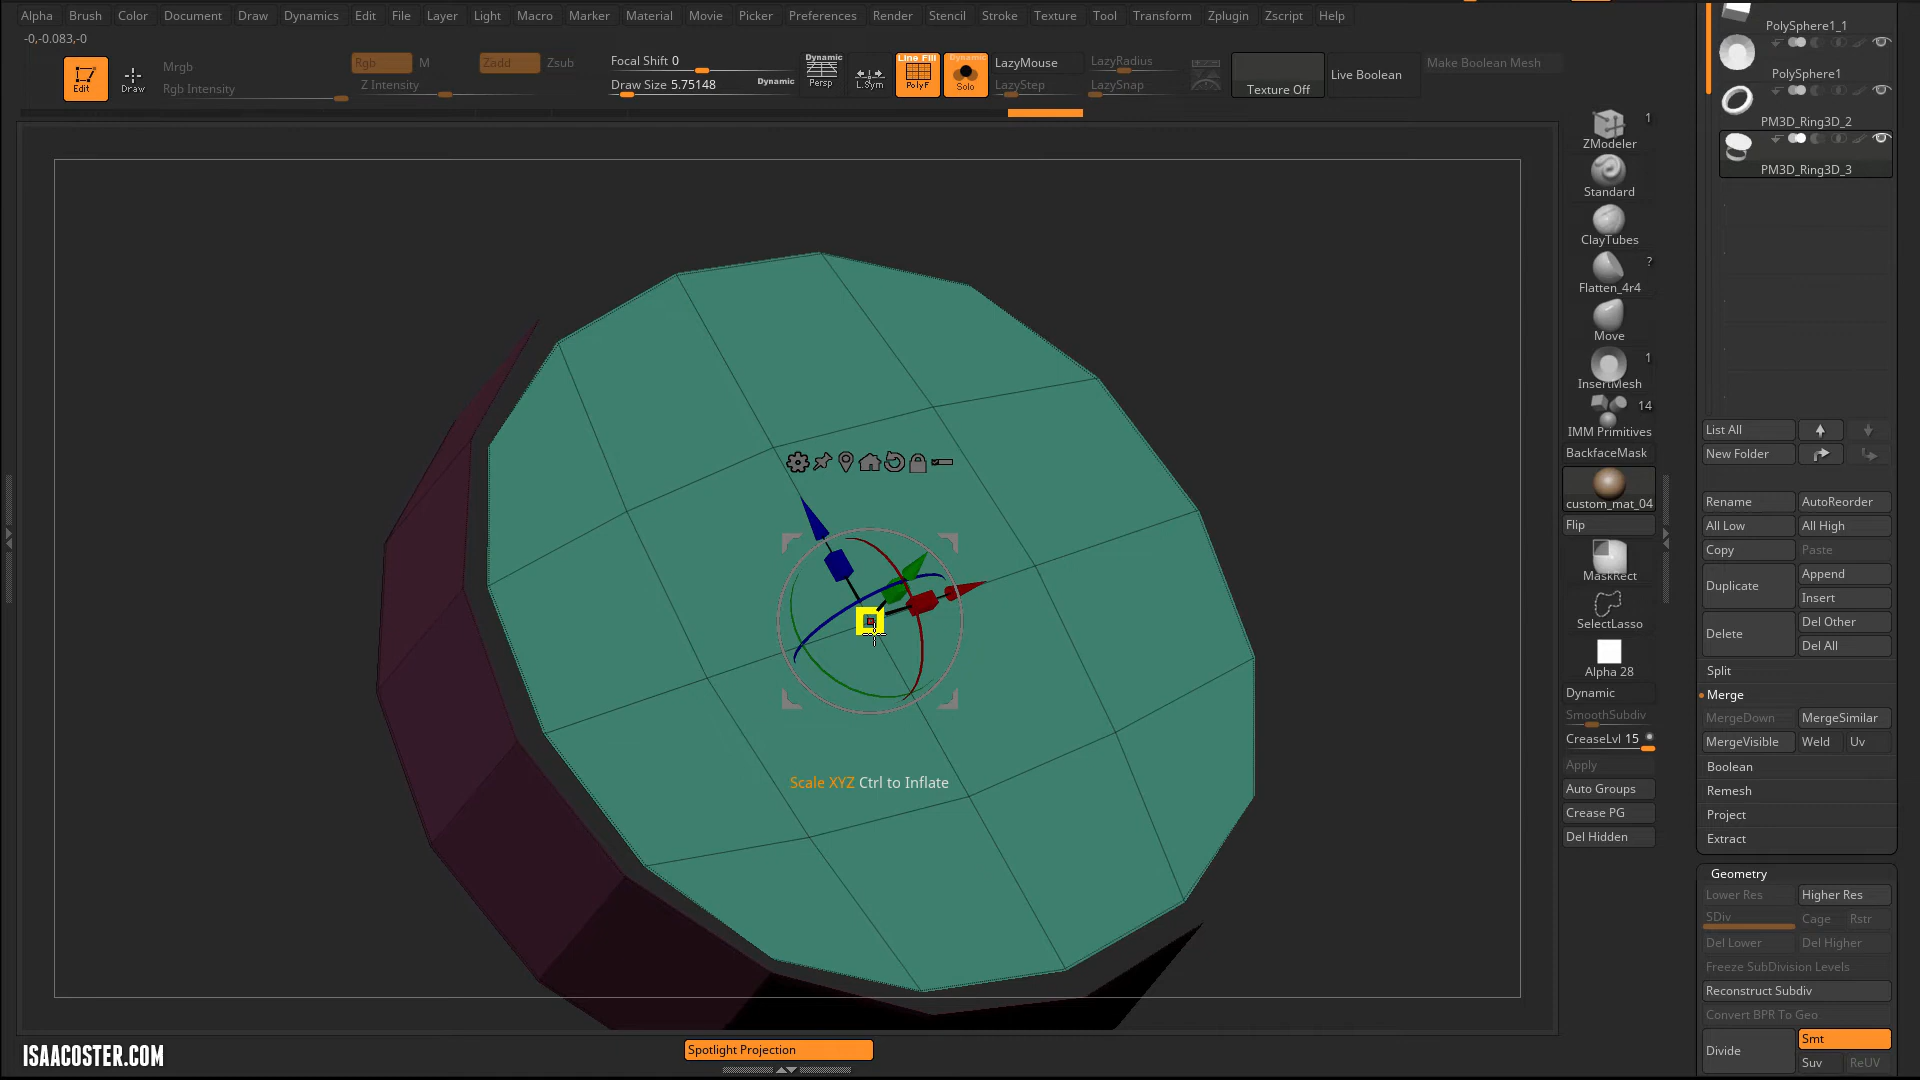 Alpha Brush Color Document Draw Dynamics Edit File Layer Light Macro Marker Material Movie Picker Preferences Render Stencil Stroke Texture Tool Transform Zplugin Zscript Help
-0,-0.083,-0
Edit
Draw
Mrgb
Rgb Intensity
Rgb M
Zadd Zsub
Z Intensity
Focal Shift 0
Draw Size 5.75148
Dynamic
Dynamic
Persp
L.Sym
Line Fill
PolyF
Dynamic
Solo
LazyMouse
LazyStep
LazyRadius
LazySnap
Texture Off
Live Boolean
Make Boolean Mesh
Scale XYZ Ctrl to Inflate
ISAACOSTER.COM
Spotlight Projection
1
ZModeler
Standard
ClayTubes
?
Flatten_4r4
Move
1
InsertMesh
14
IMM Primitives
BackfaceMask
custom_mat_04
Flip
MaskRect
SelectLasso
Alpha 28
Dynamic
SmoothSubdiv
CreaseLvl 15
Apply
Auto Groups
Crease PG
Del Hidden
PolySphere1_1
PolySphere1
PM3D_Ring3D_2
PM3D_Ring3D_3
List All
New Folder
Rename AutoReorder
All Low All High
Copy Paste
Duplicate Append
Insert
Delete Del Other
Del All
Split
Merge
MergeDown MergeSimilar
MergeVisible Weld Uv
Boolean
Remesh
Project
Extract
Geometry
Lower Res Higher Res
SDiv Cage Rstr
Del Lower Del Higher
Freeze SubDivision Levels
Reconstruct Subdiv
Convert BPR To Geo
Divide Smt
Suv ReUV